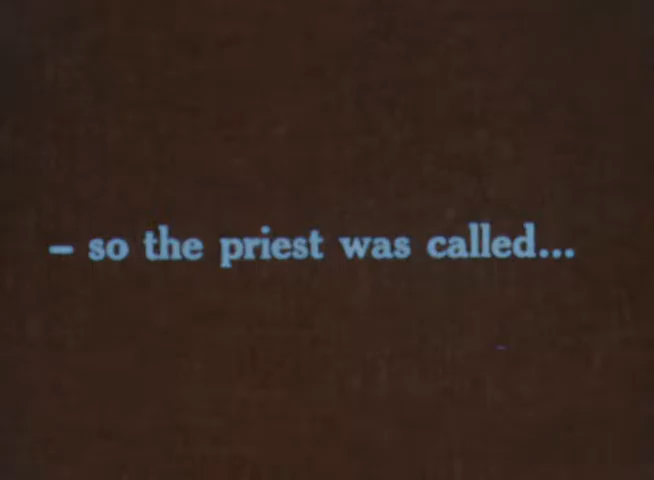 – so the priest was called...